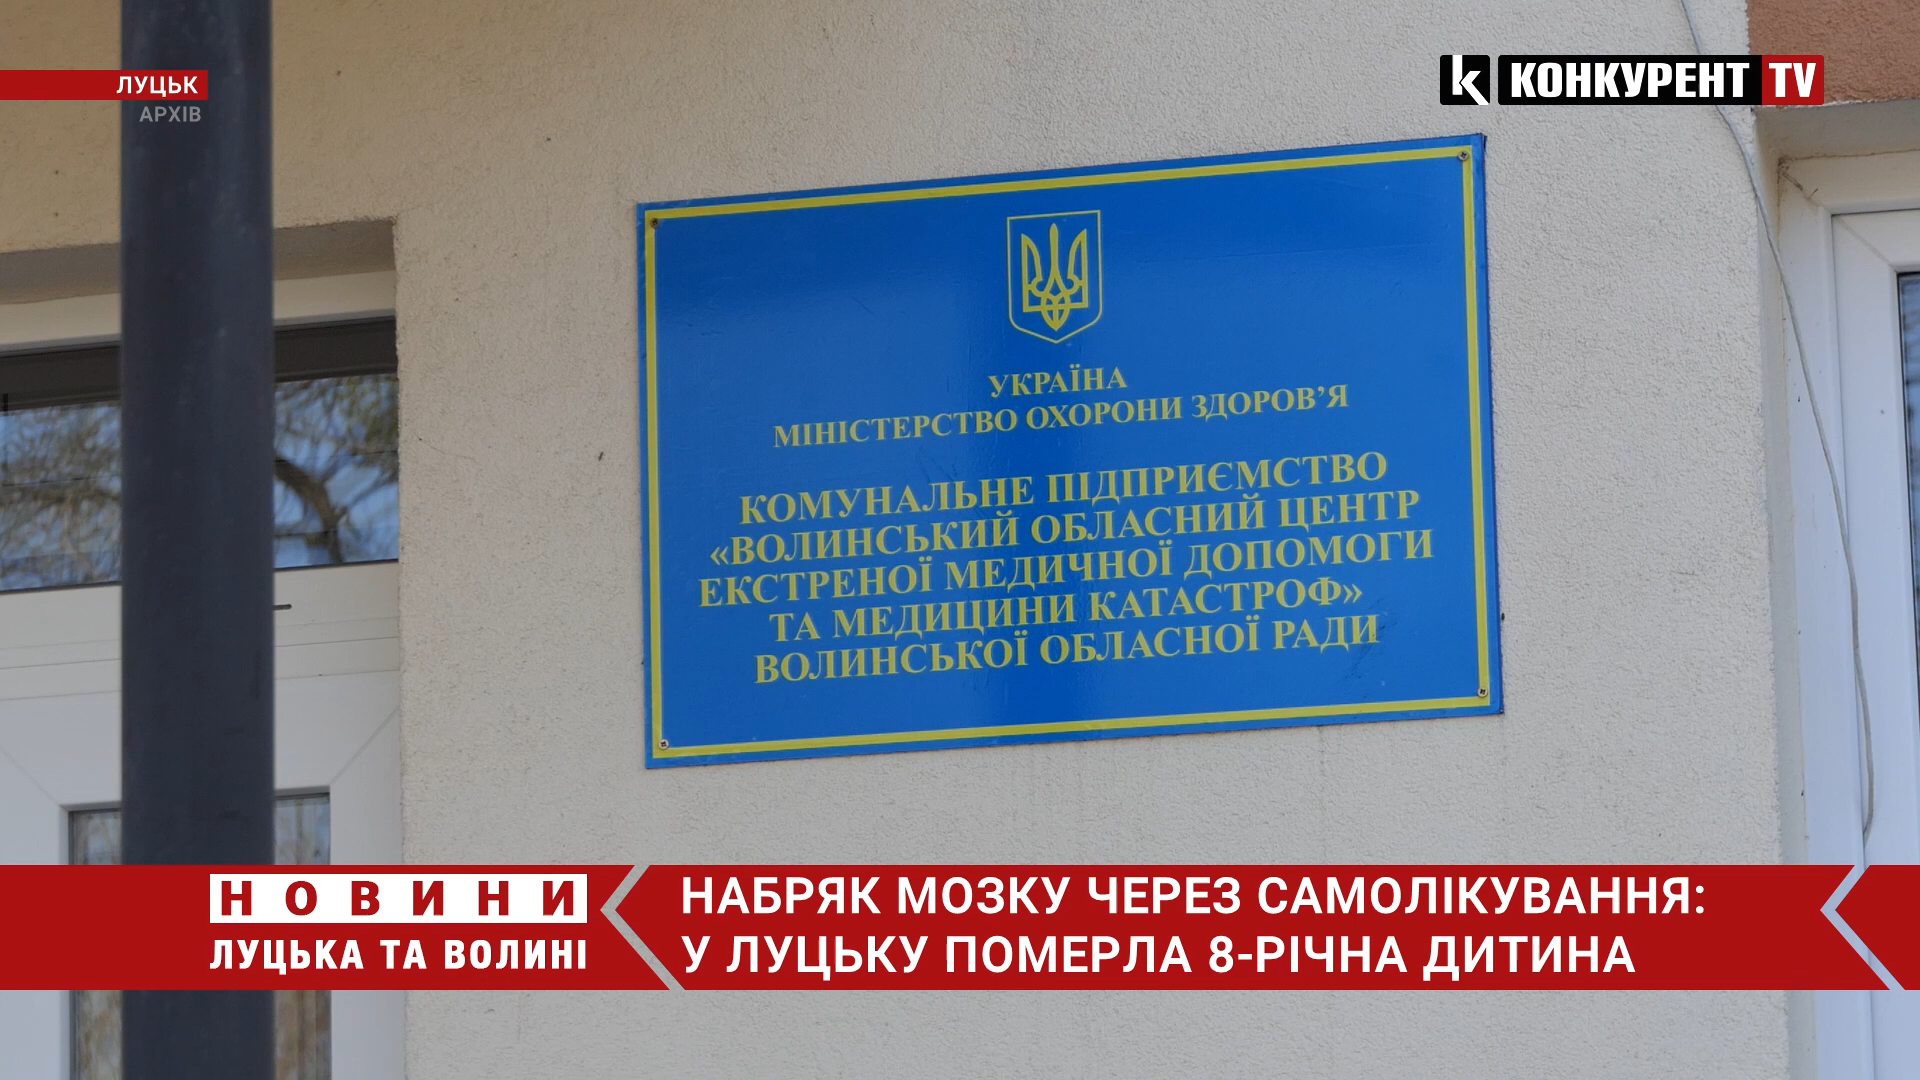 ЛУЦЬК
АРХІВ
КОНКУРЕНТ TV
УКРАЇНА
МІНІСТЕРСТВО ОХОРОНИ ЗДОРОВ’Я
КОМУНАЛЬНЕ ПІДПРИЄМСТВО
«ВОЛИНСЬКИЙ ОБЛАСНИЙ ЦЕНТР
ЕКСТРЕНОЇ МЕДИЧНОЇ ДОПОМОГИ
ТА МЕДИЦИНИ КАТАСТРОФ»
ВОЛИНСЬКОЇ ОБЛАСНОЇ РАДИ
НОВИНИ
ЛУЦЬКА ТА ВОЛИНІ
НАБРЯК МОЗКУ ЧЕРЕЗ САМОЛІКУВАННЯ:
У ЛУЦЬКУ ПОМЕРЛА 8-РІЧНА ДИТИНА